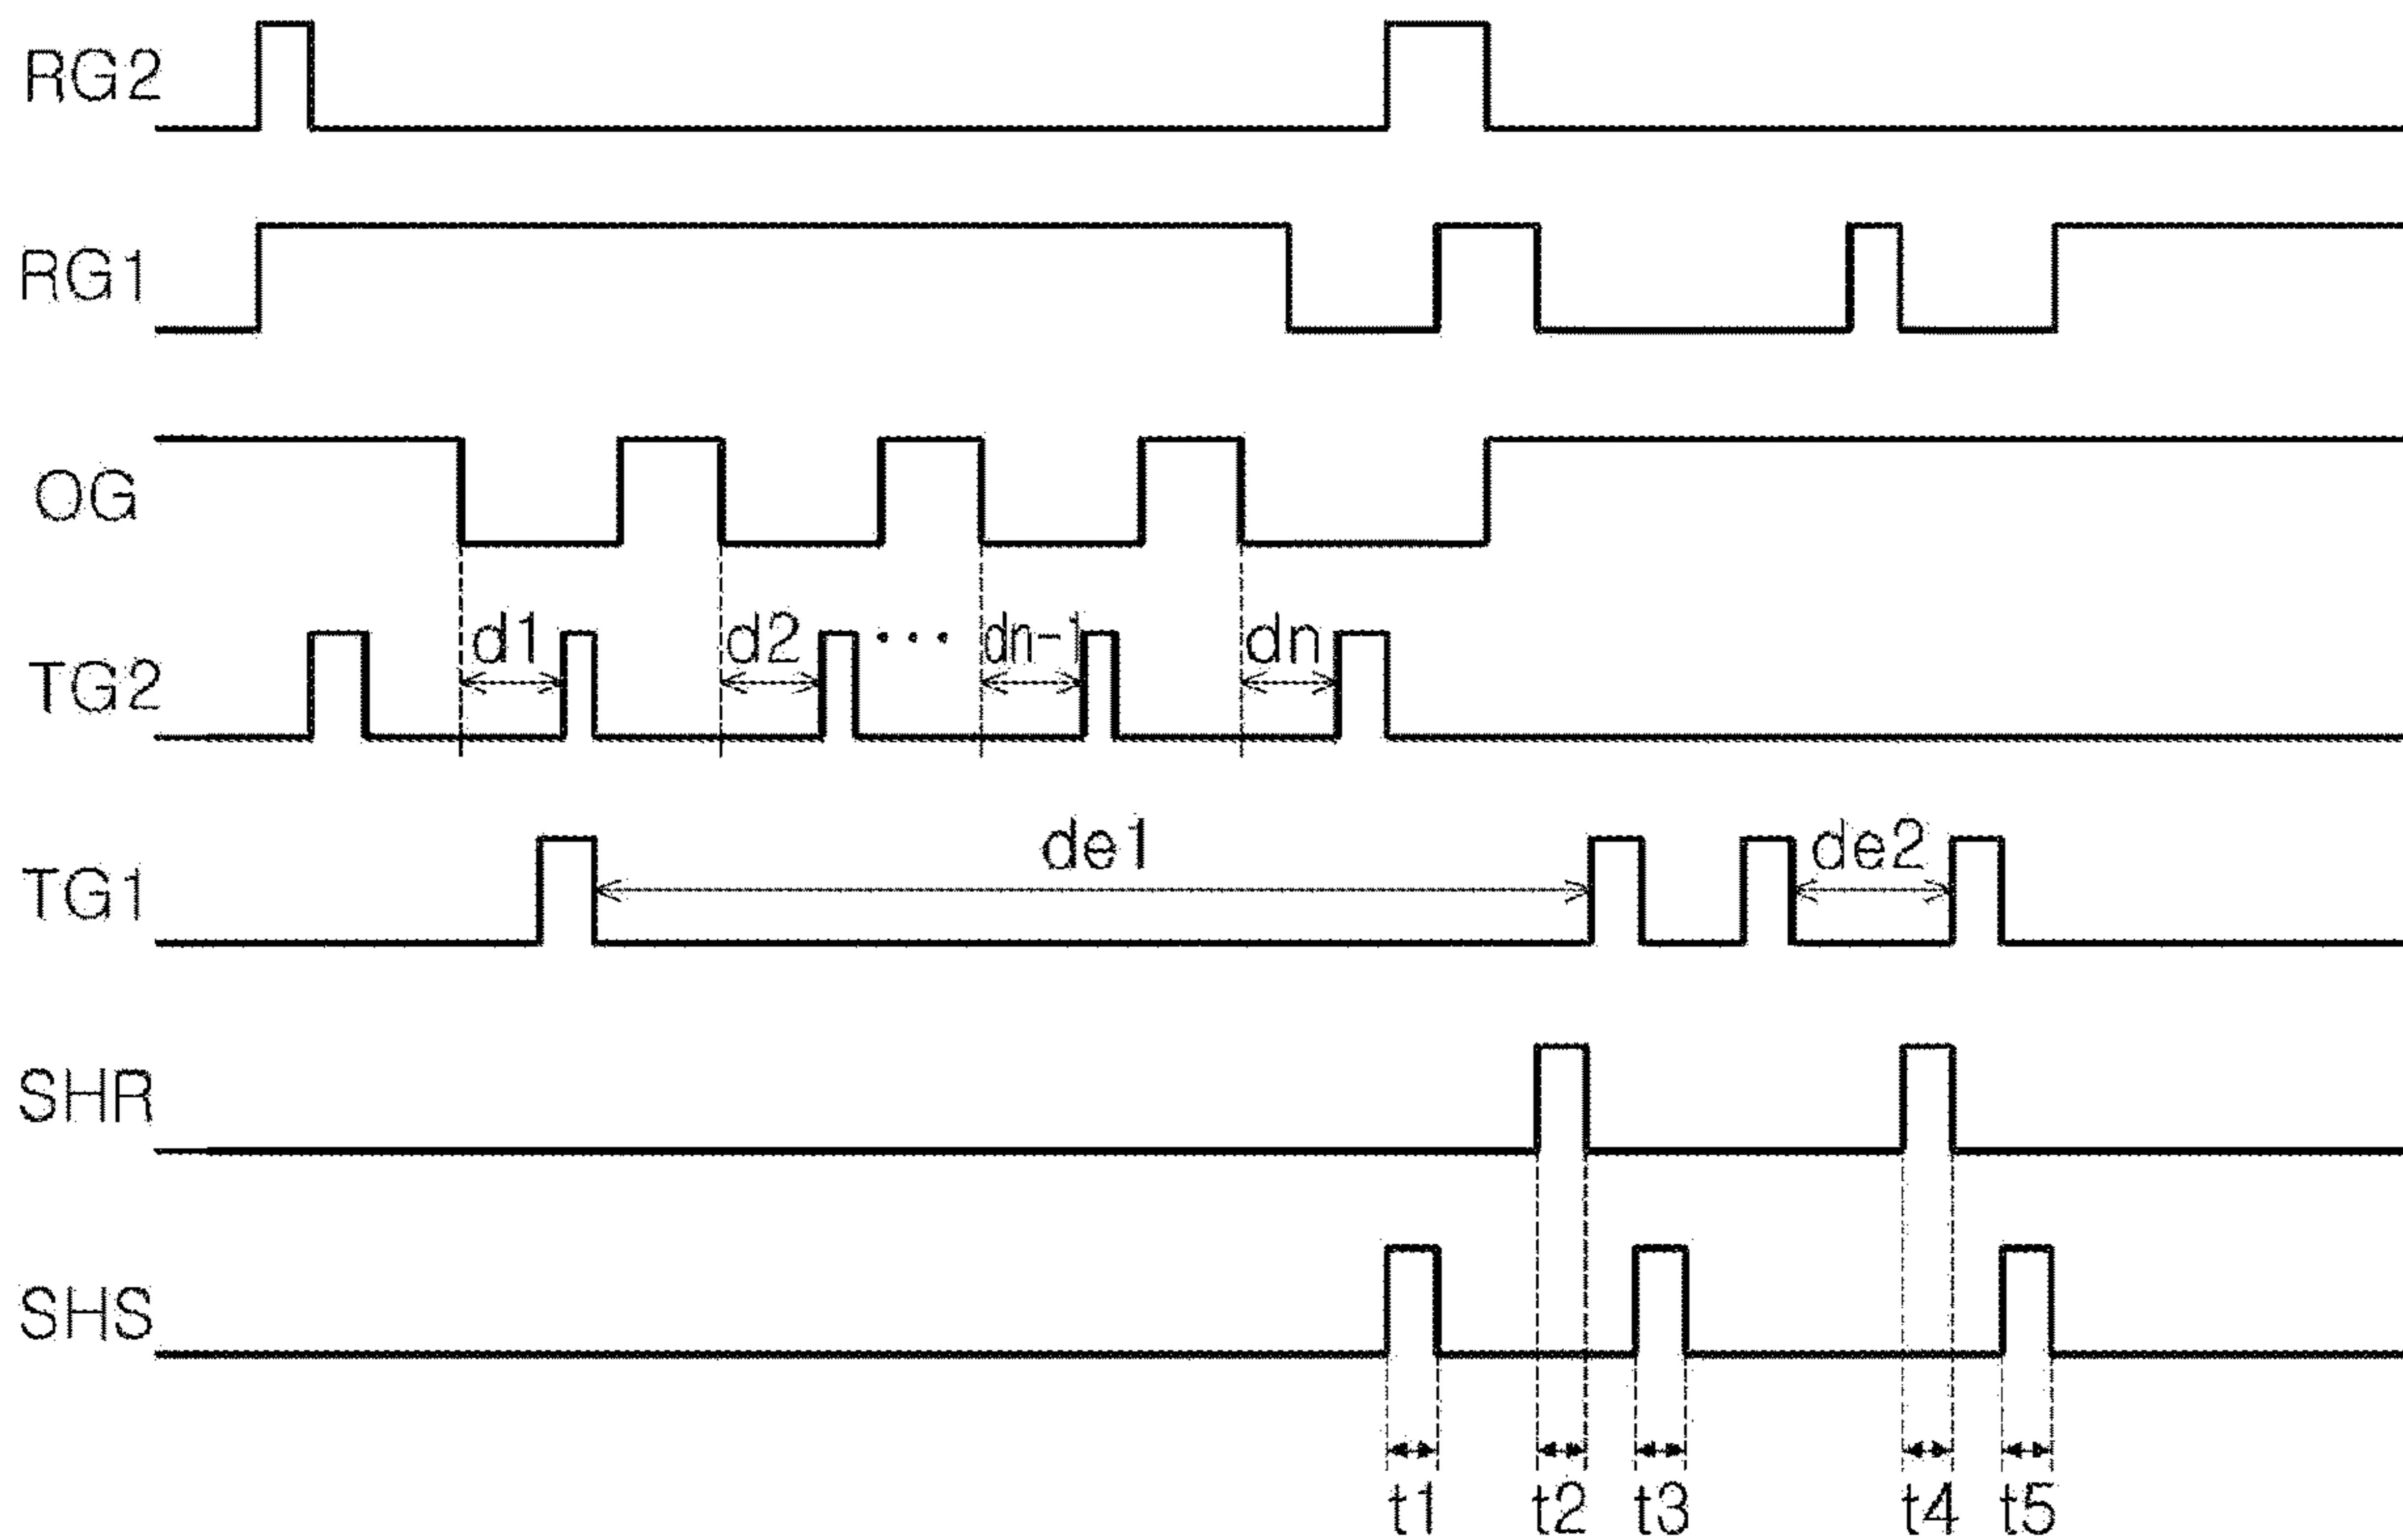 RG2
RG1
OG
d1 d2 ... dn-1 dn
TG2
de1 de2
TG1
SHR
SHS
t1 t2 t3 t4 t5